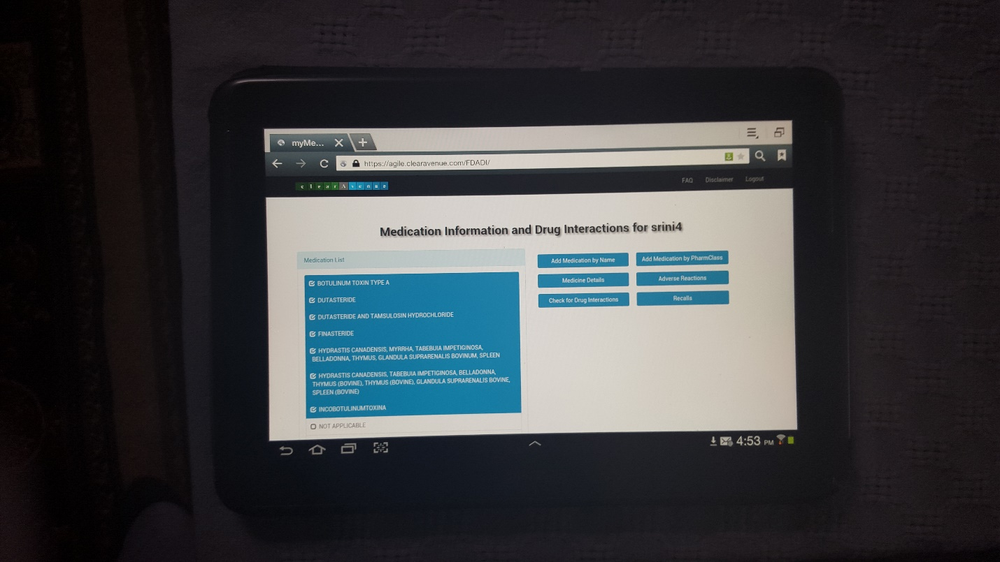 myMe...
https://agile.clearavenue.com/FDADI/
clearAvenue
FAQ Disclaimer Logout
Medication Information and Drug Interactions for srini4
Medication List
BOTULINUM TOXIN TYPE A
DUTASTERIDE
DUTASTERIDE AND TAMSULOSIN HYDROCHLORIDE
FINASTERIDE
HYDRASTIS CANADENSIS, MYRRHA, TABEBUIA IMPETIGINOSA,
BELLADONNA, THYMUS, GLANDULA SUPRARENALIS BOVINUM, SPLEEN
HYDRASTIS CANADENSIS, TABEBUIA IMPETIGINOSA, BELLADONNA,
THYMUS (BOVINE), THYMUS (BOVINE), GLANDULA SUPRARENALIS BOVINE,
SPLEEN (BOVINE)
INCOBOTULINUMTOXINA
NOT APPLICABLE
Add Medication by Name Add Medication by PharmClass
Medicine Details Adverse Reactions
Check for Drug Interactions Recalls
4:53 PM